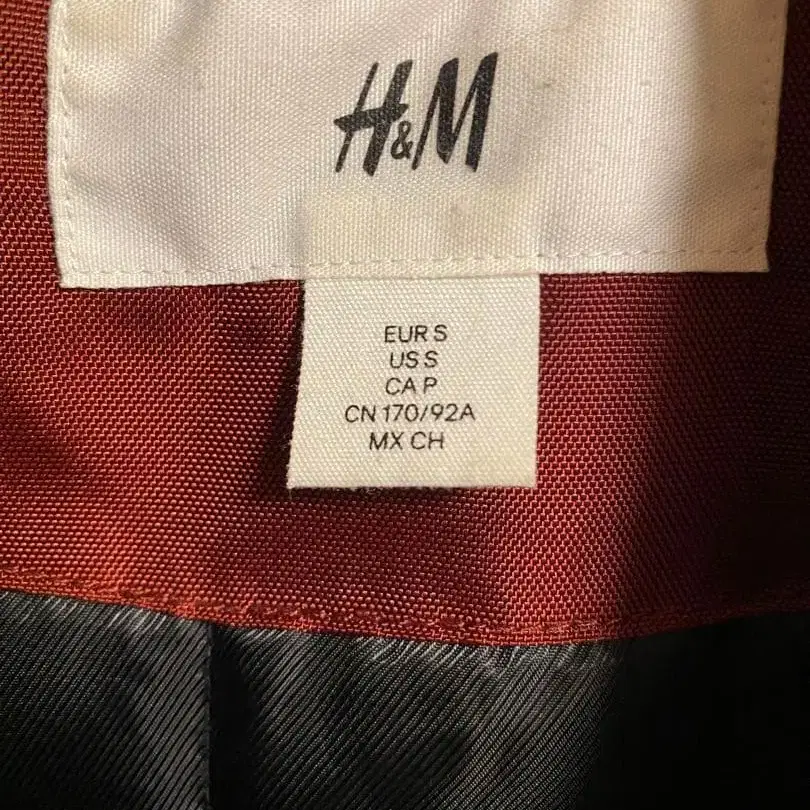 H&M
EUR S
US S
CA P
CN 170/92A
MX CH